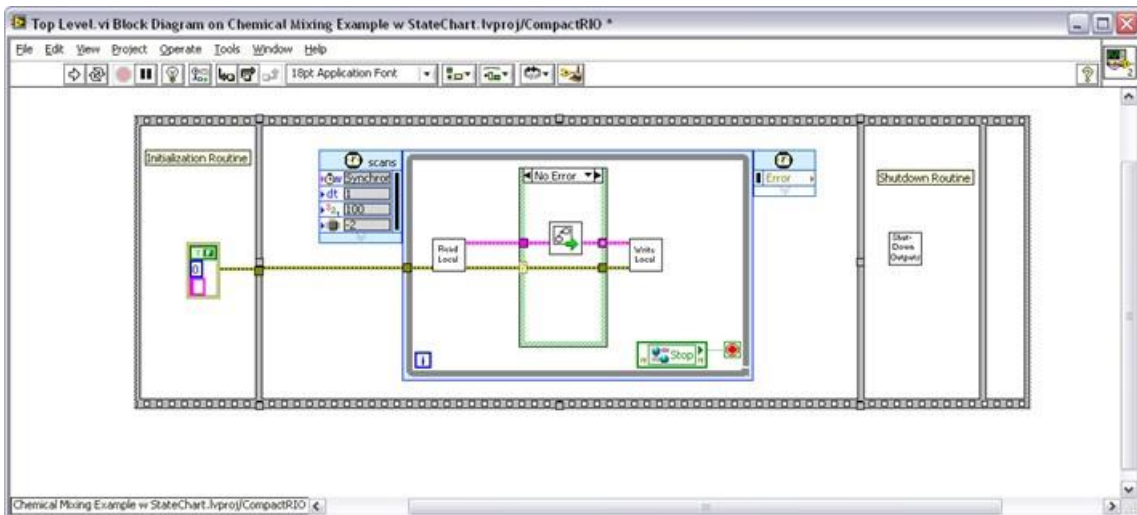 Top Level.vi Block Diagram on Chemical Mixing Example w StateChart.lvproj/CompactRIO *
File Edit View Project Operate Tools Window Help
18pt Application Font
2
Initialization Routine
scans
Synchron
dt 1
100
-2
Error
No Error
Shutdown Routine
Read
Local
Write
Local
Shut-
Down
Outputs
0
i
Stop
Chemical Mixing Example w StateChart.lvproj/CompactRIO